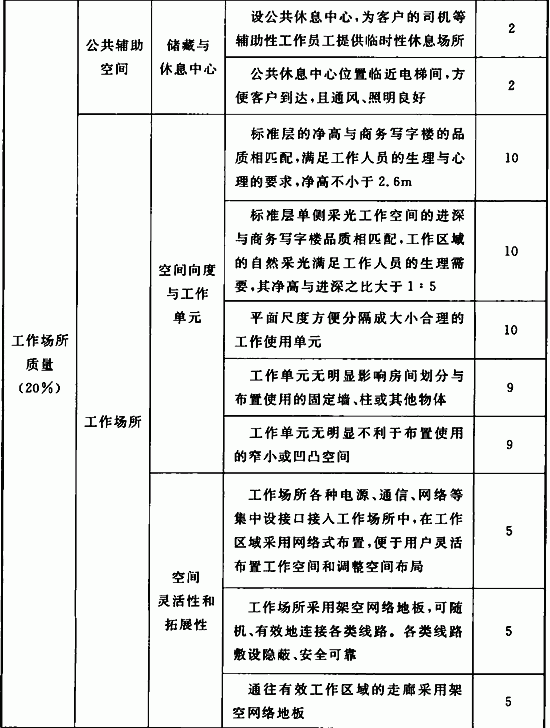 设公共休息中心，为客户的司机等
辅助性工作员工提供临时性休息场所
2
公共辅助
空间
储藏与
休息中心
公共休息中心位置临近电梯间，方
便客户到达，且通风、照明良好
2
标准层的净高与商务写字楼的品
质相匹配，满足工作人员的生理与心
理的要求，净高不小于2.6m
10
标准层单侧采光工作空间的进深
与商务写字楼品质相匹配，工作区域
的自然采光满足工作人员的生理需
要，其净高与进深之比大于1：5
10
空间向度
与工作
单元
平面尺度方便分隔成大小合理的
工作使用单元
10
工作场所
质量
（20%）
工作单元无明显影响房间划分与
布置使用的固定墙、柱或其他物体
9
工作场所
工作单元无明显不利于布置使用
的窄小或凹凸空间
9
工作场所各种电源、通信、网络等
集中设接口接入工作场所中，在工作
区域采用网络式布置，便于用户灵活
布置工作空间和调整空间布局
5
空间
灵活性和
拓展性
工作场所采用架空网络地板，可随
机、有效地连接各类线路。各类线路
敷设隐蔽、安全可靠
5
通往有效工作区域的走廊采用架
空网络地板
5